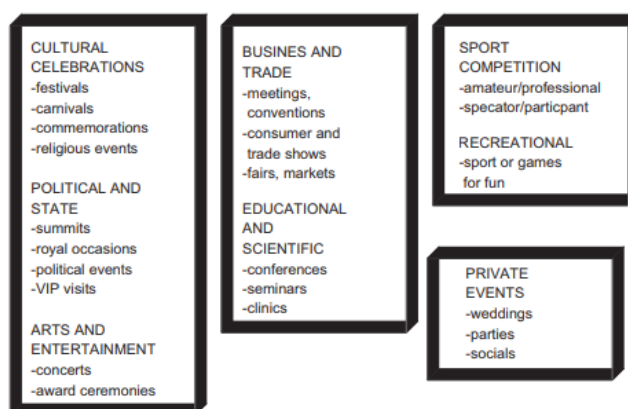 CULTURAL
CELEBRATIONS
-festivals
-carnivals
-commemorations
-religious events
POLITICAL AND
STATE
-summits
-royal occasions
-political events
-VIP visits
ARTS AND
ENTERTAINMENT
-concerts
-award ceremonies
BUSINES AND
TRADE
-meetings,
conventions
-consumer and
trade shows
-fairs, markets
EDUCATIONAL
AND
SCIENTIFIC
-conferences
-seminars
-clinics
SPORT
COMPETITION
-amateur/professional
-specator/particpant
RECREATIONAL
-sport or games
for fun
PRIVATE
EVENTS
-weddings
-parties
-socials